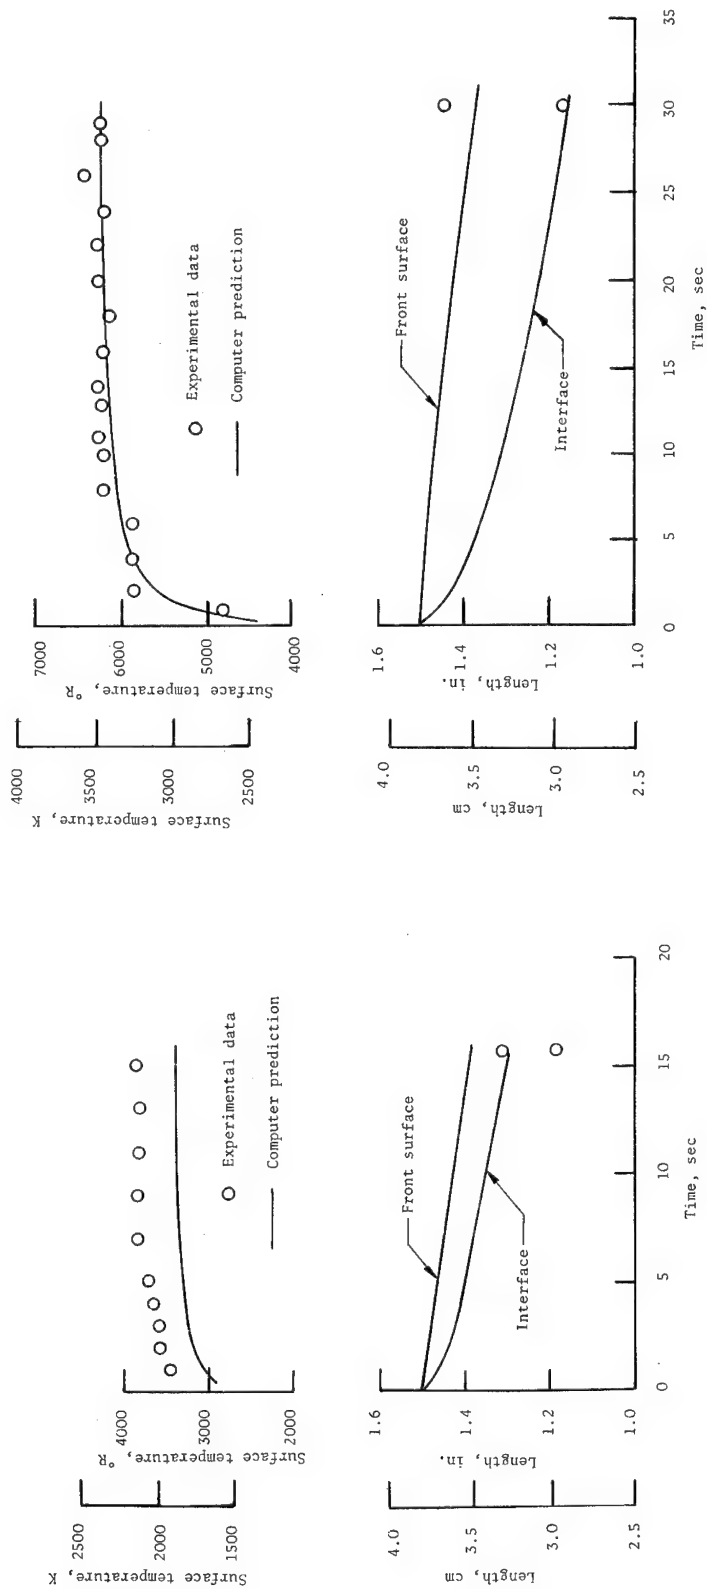 2500
2000
1500
Surface temperature, K
4000
3000
2000
Surface temperature, °R
Experimental data
Computer prediction
4.0
3.5
3.0
2.5
Length, cm
1.6
1.4
1.2
1.0
Length, in.
Front surface
Interface
0
5
10
15
20
Time, sec
4000
3500
3000
2500
Surface temperature, K
7000
6000
5000
4000
Surface temperature, °R
Experimental data
Computer prediction
4.0
3.5
3.0
2.5
Length, cm
1.6
1.4
1.2
1.0
Length, in.
Front surface
Interface
0
5
10
15
20
25
30
35
Time, sec